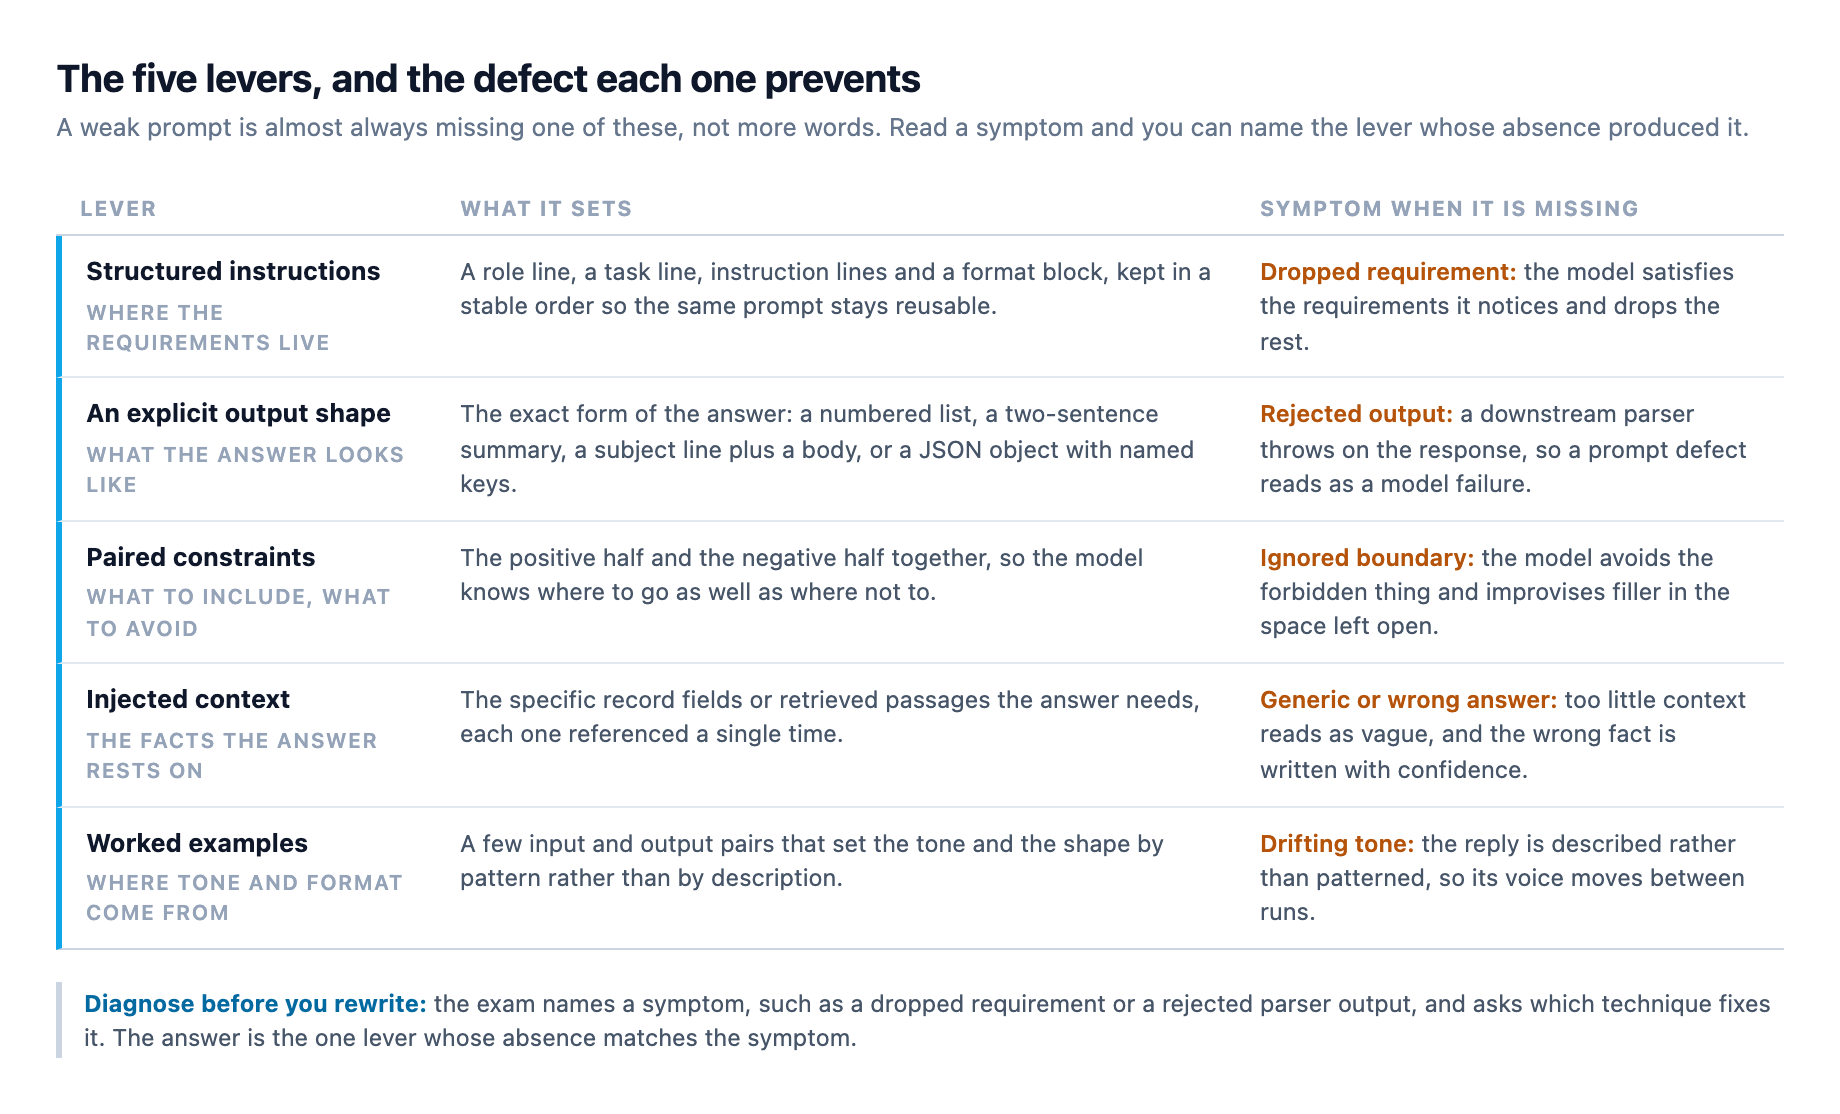 The five levers, and the defect each one prevents
A weak prompt is almost always missing one of these, not more words. Read a symptom and you can name the lever whose absence produced it.
LEVER
WHAT IT SETS
SYMPTOM WHEN IT IS MISSING
Structured instructions
WHERE THE
REQUIREMENTS LIVE
A role line, a task line, instruction lines and a format block, kept in a
stable order so the same prompt stays reusable.
Dropped requirement: the model satisfies
the requirements it notices and drops the
rest.
An explicit output shape
WHAT THE ANSWER LOOKS
LIKE
The exact form of the answer: a numbered list, a two-sentence
summary, a subject line plus a body, or a JSON object with named
keys.
Rejected output: a downstream parser
throws on the response, so a prompt defect
reads as a model failure.
Paired constraints
WHAT TO INCLUDE, WHAT
TO AVOID
The positive half and the negative half together, so the model
knows where to go as well as where not to.
Ignored boundary: the model avoids the
forbidden thing and improvises filler in the
space left open.
Injected context
THE FACTS THE ANSWER
RESTS ON
The specific record fields or retrieved passages the answer needs,
each one referenced a single time.
Generic or wrong answer: too little context
reads as vague, and the wrong fact is
written with confidence.
Worked examples
WHERE TONE AND FORMAT
COME FROM
A few input and output pairs that set the tone and the shape by
pattern rather than by description.
Drifting tone: the reply is described rather
than patterned, so its voice moves between
runs.
Diagnose before you rewrite: the exam names a symptom, such as a dropped requirement or a rejected parser output, and asks which technique fixes
it. The answer is the one lever whose absence matches the symptom.